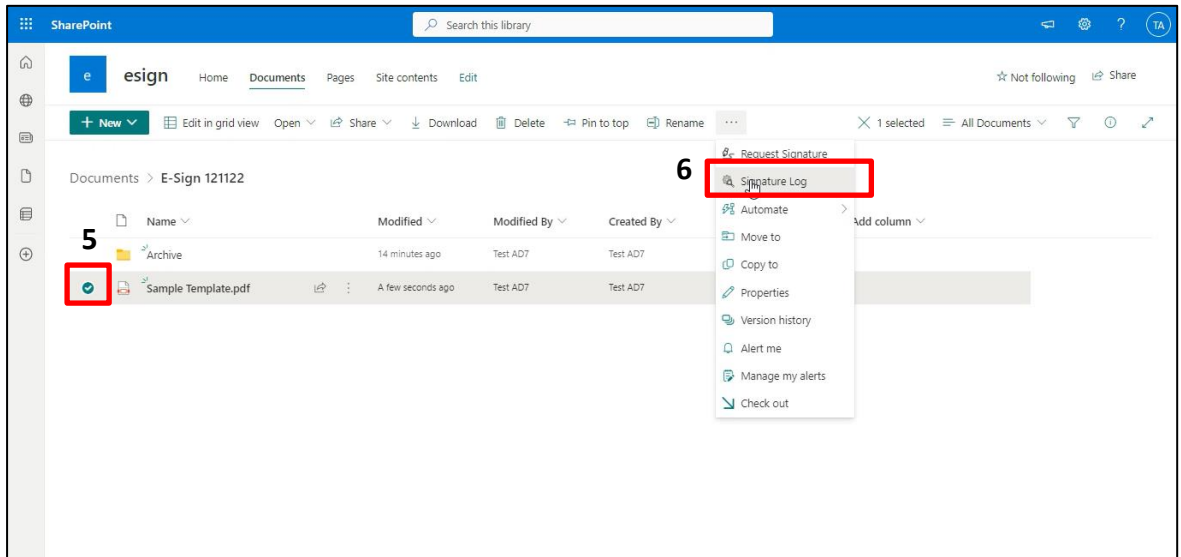 SharePoint Search this library ? TA
e esign Home Documents Pages Site contents Edit Not following Share
+ New Edit in grid view Open Share Download Delete Pin to top Rename ... 1 selected All Documents
Request Signature
6
Documents > E-Sign 121122
Signature Log
Automate
Name Modified Modified By Created By Add column
5
Move to
Archive 14 minutes ago Test AD7 Test AD7
Copy to
Sample Template.pdf A few seconds ago Test AD7 Test AD7
Properties
Version history
Alert me
Manage my alerts
Check out